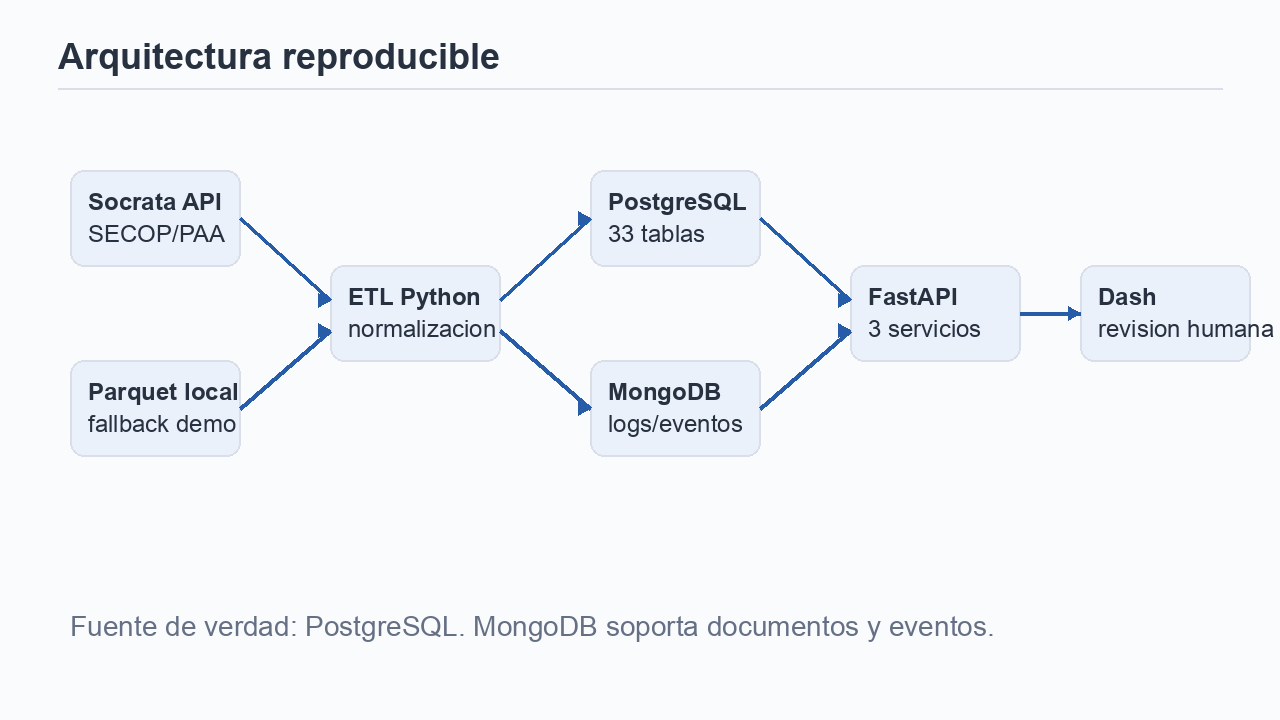 Arquitectura reproducible
Socrata API
SECOP/PAA
Parquet local
fallback demo
ETL Python
normalizacion
PostgreSQL
33 tablas
MongoDB
logs/eventos
FastAPI
3 servicios
Dash
revision humana
Fuente de verdad: PostgreSQL. MongoDB soporta documentos y eventos.